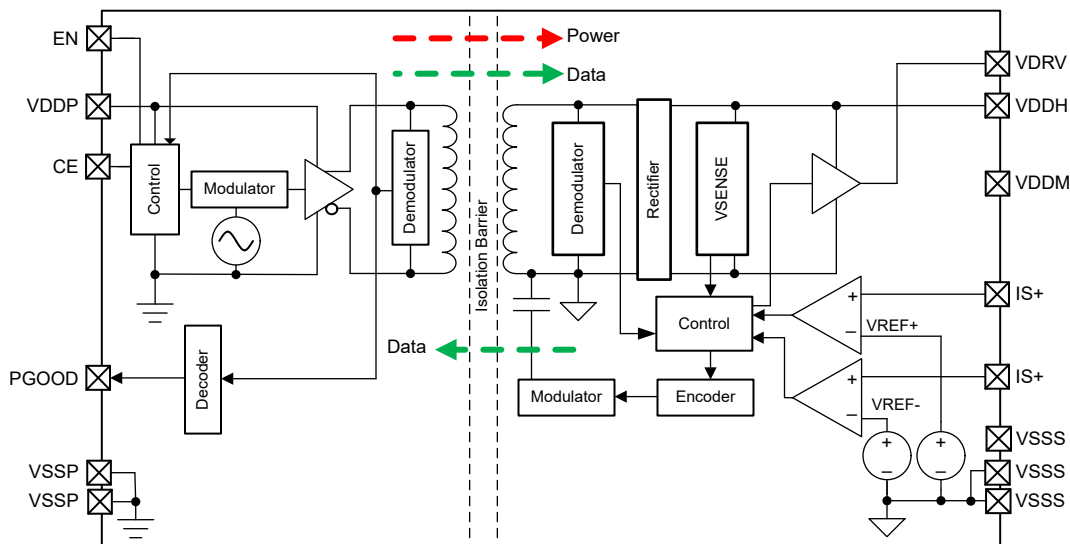 EN
VDDP
CE
PGOOD
VSSP
VSSP
Control
Modulator
Demodulator
Decoder
Power
Data
Data
Isolation Barrier
Demodulator
Rectifier
VSENSE
Control
Modulator
Encoder
VREF+
VREF-
+
−
+
−
+
−
+
−
VDRV
VDDH
VDDM
IS+
IS+
VSSS
VSSS
VSSS